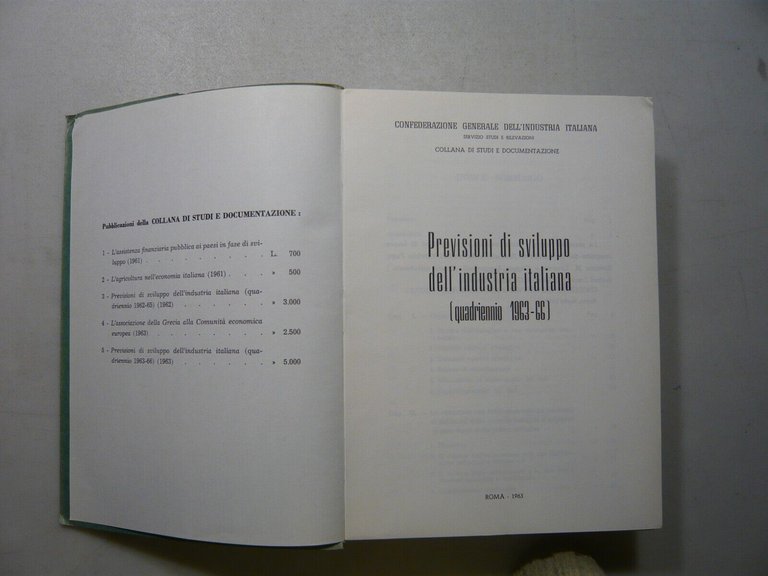 Pubblicazioni della COLLANA DI STUDI E DOCUMENTAZIONE :
1 - L'assistenza finanziaria pubblica ai paesi in fase di svi-
luppo (1961) . . . . . . . . . . L. 700
2 - L'agricoltura nell'economia italiana (1961) . . . » 500
3 - Previsioni di sviluppo dell'industria italiana (qua-
driennio 1962-65) (1962) . . . . . . . » 3.000
4 - L'associazione della Grecia alla Comunità economica
europea (1963) . . . . . . . . . » 2.500
5 - Previsioni di sviluppo dell'industria italiana (qua-
driennio 1963-66) (1963) . . . . . . . » 5.000
CONFEDERAZIONE GENERALE DELL'INDUSTRIA ITALIANA
SERVIZIO STUDI E RILEVAZIONI
COLLANA DI STUDI E DOCUMENTAZIONE
Previsioni di sviluppo
dell'industria italiana
(quadriennio 1963-66)
ROMA - 1963